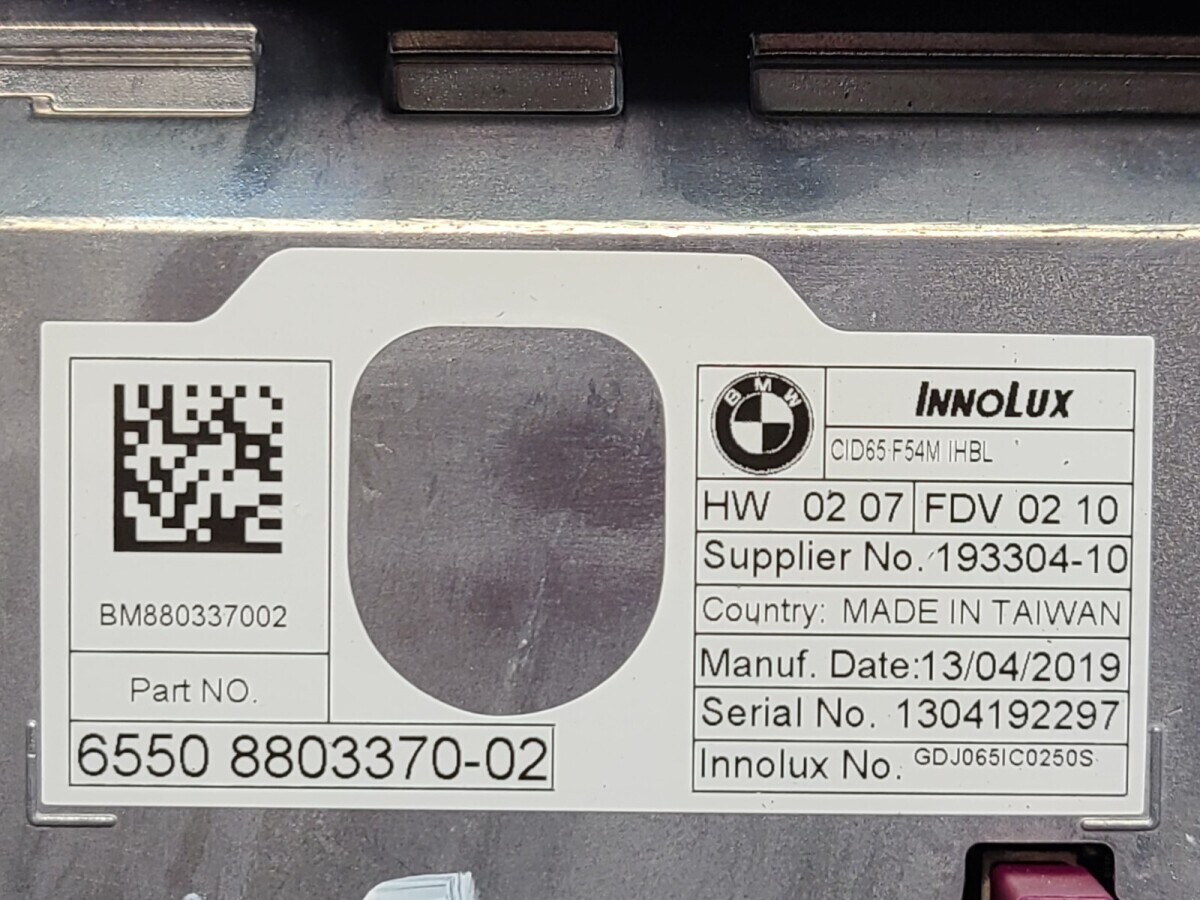 BM880337002
Part NO.
6550 8803370-02
BMW
INNOLUX
CID65 F54M IHBL
HW 02 07
FDV 02 10
Supplier No. 193304-10
Country: MADE IN TAIWAN
Manuf. Date:13/04/2019
Serial No. 1304192297
Innolux No. GDJ065IC0250S